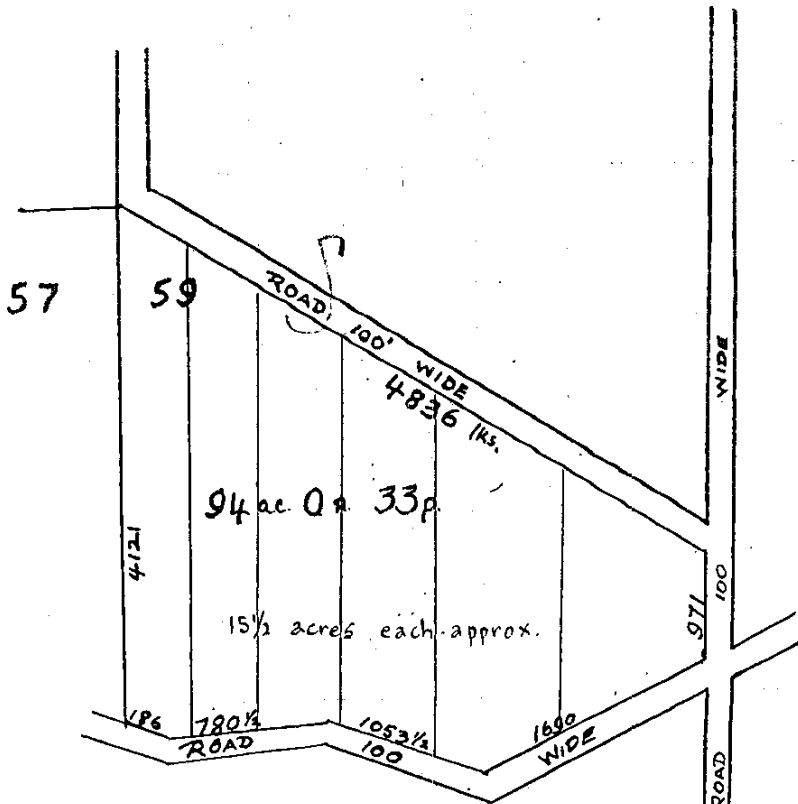 57
59
ROAD, 100' WIDE
4836 lks.
WIDE
94 ac. 0 R 33p.
4121
100
971
15½ acres each approx.
186
780½
1053½
1690
ROAD
100
WIDE
ROAD